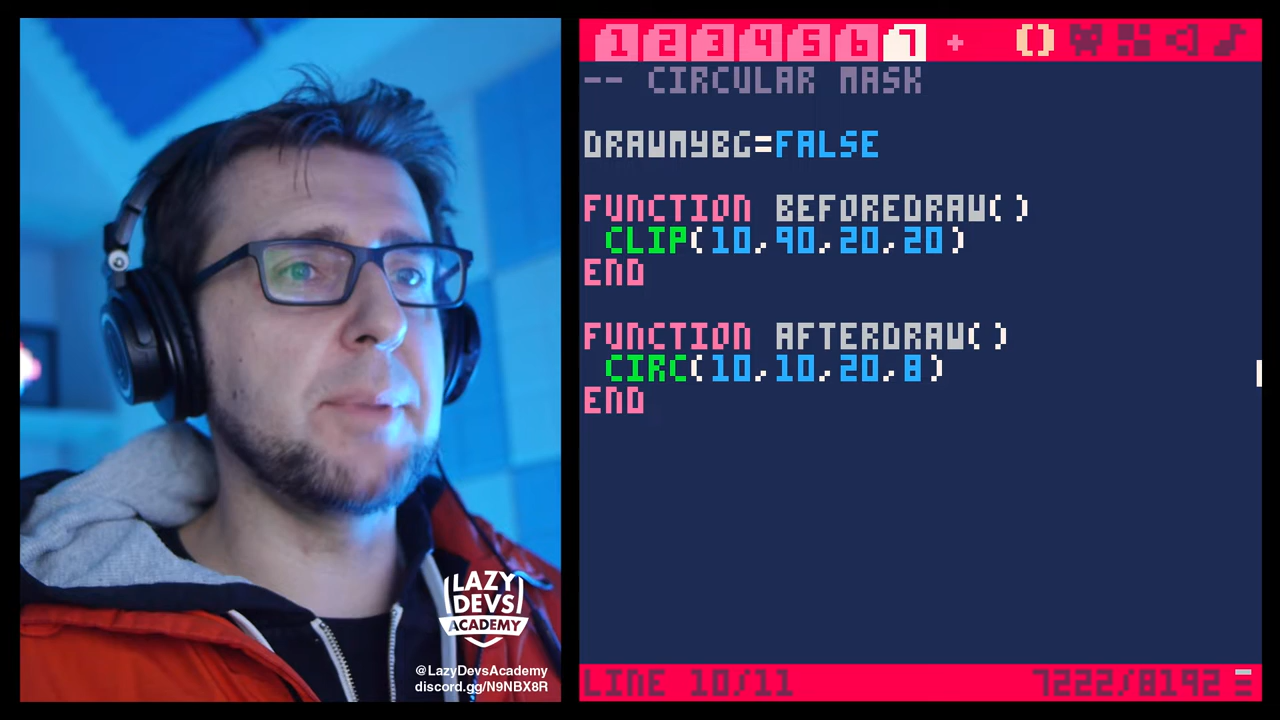 1 2 3 4 5 6 7 + ()
-- CIRCULAR MASK
DRAWMYBG=FALSE
FUNCTION BEFOREDRAW()
CLIP(10,90,20,20)
END
FUNCTION AFTERDRAW()
CIRC(10,10,20,8)
END
LINE 10/11
7222/8192
LAZY
DEVS
ACADEMY
@LazyDevsAcademy
discord.gg/N9NBX8R